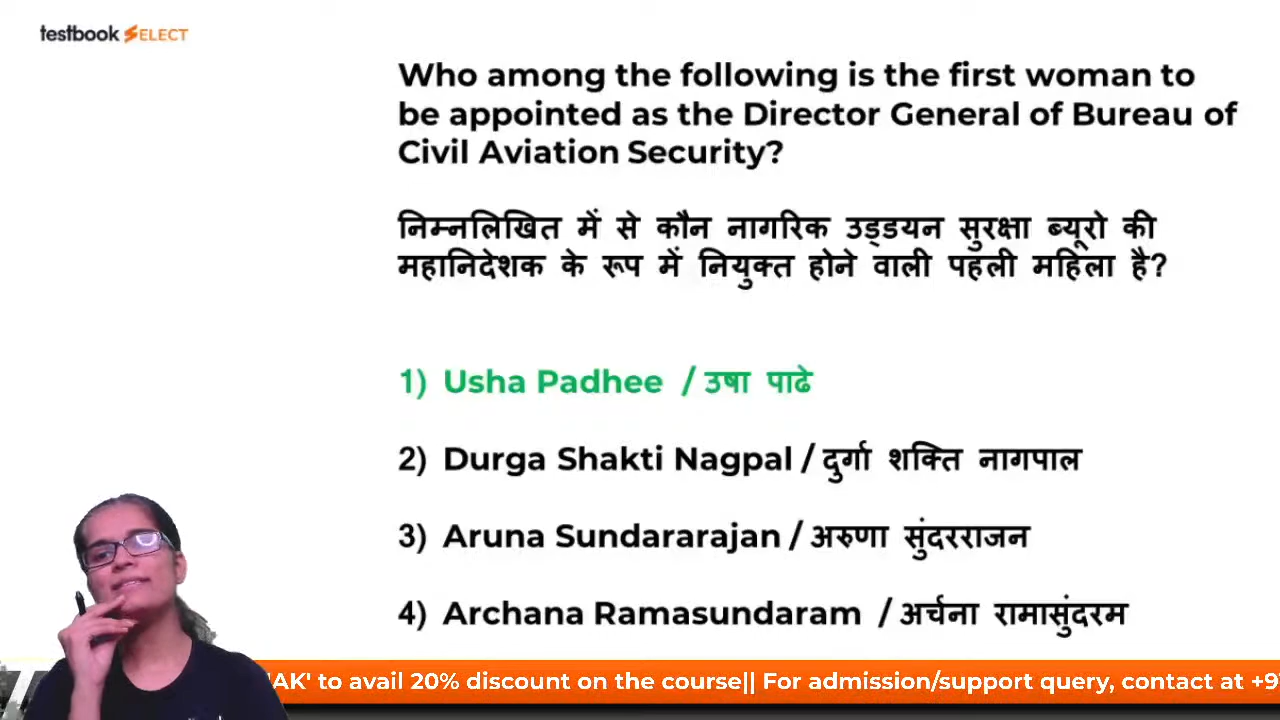 testbook SELECT
Who among the following is the first woman to
be appointed as the Director General of Bureau of
Civil Aviation Security?
निम्नलिखित में से कौन नागरिक उड्डयन सुरक्षा ब्यूरो की
महानिदेशक के रूप में नियुक्त होने वाली पहली महिला है?
1) Usha Padhee / उषा पाढे
2) Durga Shakti Nagpal / दुर्गा शक्ति नागपाल
3) Aruna Sundararajan / अरुणा सुंदरराजन
4) Archana Ramasundaram / अर्चना रामासुंदरम
'AK' to avail 20% discount on the course|| For admission/support query, contact at +9